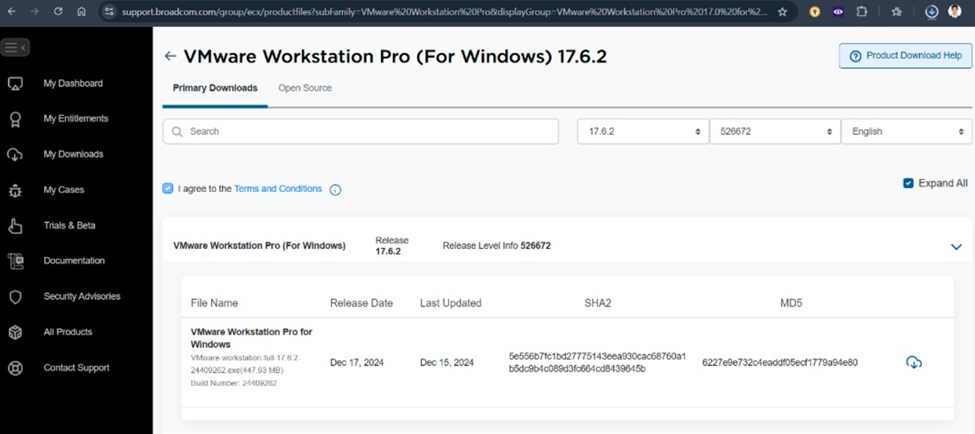 support.broadcom.com/group/ecx/productfiles?subFamily=VMware%20Workstation%20Pro&displayGroup=VMware%20Workstation%20Pro%2017.0%20for%2...
VMware Workstation Pro (For Windows) 17.6.2
Product Download Help
My Dashboard
My Entitlements
My Downloads
My Cases
Trials & Beta
Documentation
Security Advisories
All Products
Contact Support
Primary Downloads
Open Source
Search
17.6.2
526672
English
I agree to the Terms and Conditions
Expand All
VMware Workstation Pro (For Windows)
Release
17.6.2
Release Level Info 526672
File Name
Release Date
Last Updated
SHA2
MD5
VMware Workstation Pro for
Windows
VMware-workstation-full-17.6.2-
24409262.exe(447.93 MB)
Build Number: 24409262
Dec 17, 2024
Dec 15, 2024
5e556b7fc1bd27775143eea930cac68760a1
b5dc9b4c089d3fc664cd8439645b
6227e9e732c4eaddf05ecf1779a94e80